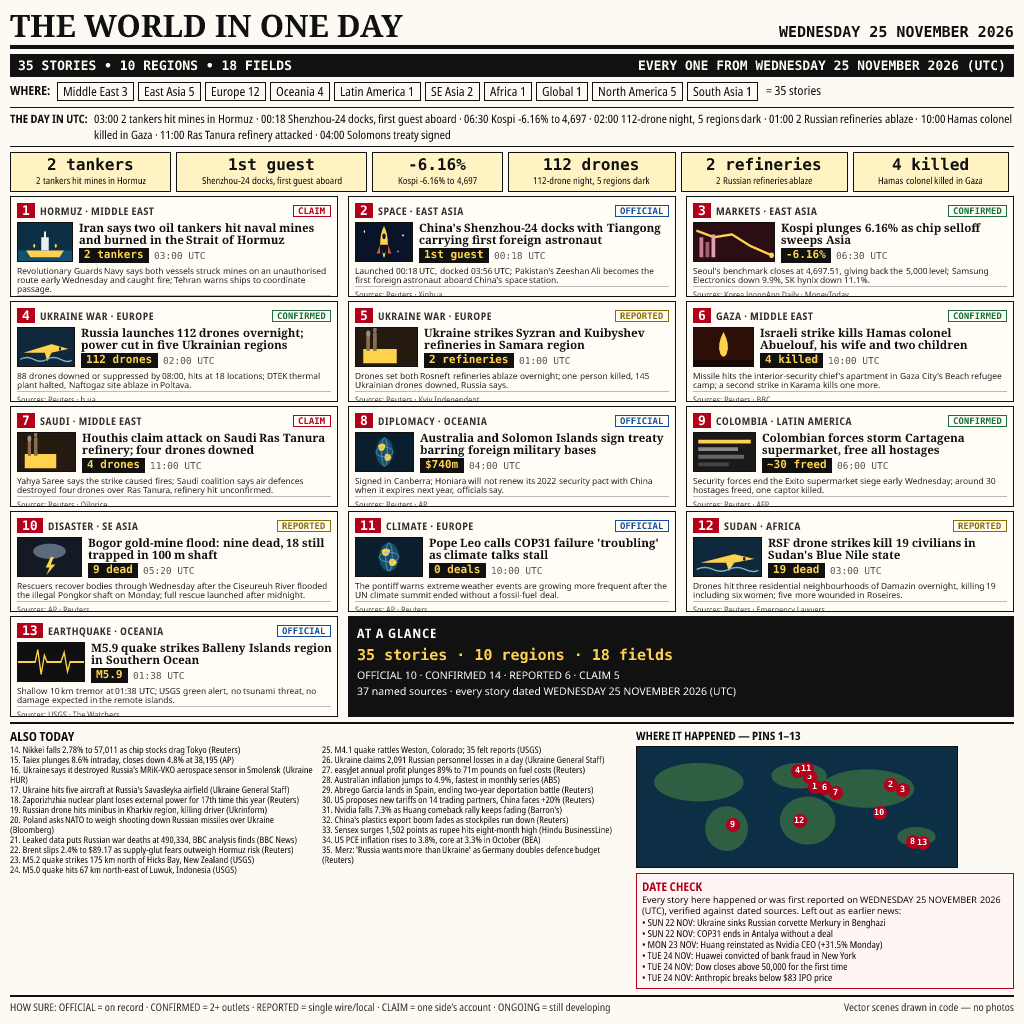 THE WORLD IN ONE DAY
WEDNESDAY 25 NOVEMBER 2026
35 STORIES • 10 REGIONS • 18 FIELDS
EVERY ONE FROM WEDNESDAY 25 NOVEMBER 2026 (UTC)
WHERE: Middle East 3 East Asia 5 Europe 12 Oceania 4 Latin America 1 SE Asia 2 Africa 1 Global 1 North America 5 South Asia 1 = 35 stories
THE DAY IN UTC: 03:00 2 tankers hit mines in Hormuz · 00:18 Shenzhou-24 docks, first guest aboard · 06:30 Kospi -6.16% to 4,697 · 02:00 112-drone night, 5 regions dark · 01:00 2 Russian refineries ablaze · 10:00 Hamas colonel
killed in Gaza · 11:00 Ras Tanura refinery attacked · 04:00 Solomons treaty signed
2 tankers
2 tankers hit mines in Hormuz
1st guest
Shenzhou-24 docks, first guest aboard
-6.16%
Kospi -6.16% to 4,697
112 drones
112-drone night, 5 regions dark
2 refineries
2 Russian refineries ablaze
4 killed
Hamas colonel killed in Gaza
1 HORMUZ · MIDDLE EAST CLAIM
Iran says two oil tankers hit naval mines
and burned in the Strait of Hormuz
2 tankers 03:00 UTC
Revolutionary Guards Navy says both vessels struck mines on an unauthorised
route early Wednesday and caught fire; Tehran warns ships to coordinate
passage.
2 SPACE · EAST ASIA OFFICIAL
China's Shenzhou-24 docks with Tiangong
carrying first foreign astronaut
1st guest 00:18 UTC
Launched 00:18 UTC, docked 03:56 UTC; Pakistan's Zeeshan Ali becomes the
first foreign astronaut aboard China's space station.
Sources: Reuters · Xinhua
3 MARKETS · EAST ASIA CONFIRMED
Kospi plunges 6.16% as chip selloff
sweeps Asia
-6.16% 06:30 UTC
Seoul's benchmark closes at 4,697.51, giving back the 5,000 level; Samsung
Electronics down 9.9%, SK hynix down 11.1%.
Sources: Korea JoongAng Daily · MoneyToday
4 UKRAINE WAR · EUROPE CONFIRMED
Russia launches 112 drones overnight;
power cut in five Ukrainian regions
112 drones 02:00 UTC
88 drones downed or suppressed by 08:00, hits at 18 locations; DTEK thermal
plant halted, Naftogaz site ablaze in Poltava.
Sources: Reuters · b.ua
5 UKRAINE WAR · EUROPE REPORTED
Ukraine strikes Syzran and Kuibyshev
refineries in Samara region
2 refineries 01:00 UTC
Drones set both Rosneft refineries ablaze overnight; one person killed, 145
Ukrainian drones downed, Russia says.
Sources: Reuters · Kyiv Independent
6 GAZA · MIDDLE EAST CONFIRMED
Israeli strike kills Hamas colonel
Abuelouf, his wife and two children
4 killed 10:00 UTC
Missile hits the interior-security chief's apartment in Gaza City's Beach refugee
camp; a second strike in Karama kills one more.
Sources: Reuters · BBC
7 SAUDI · MIDDLE EAST CLAIM
Houthis claim attack on Saudi Ras Tanura
refinery; four drones downed
4 drones 11:00 UTC
Yahya Saree says the strike caused fires; Saudi coalition says air defences
destroyed four drones over Ras Tanura, refinery hit unconfirmed.
Sources: Reuters · Oilprice
8 DIPLOMACY · OCEANIA OFFICIAL
Australia and Solomon Islands sign treaty
barring foreign military bases
$740m 04:00 UTC
Signed in Canberra; Honiara will not renew its 2022 security pact with China
when it expires next year, officials say.
Sources: Reuters · AP
9 COLOMBIA · LATIN AMERICA CONFIRMED
Colombian forces storm Cartagena
supermarket, free all hostages
~30 freed 06:00 UTC
Security forces end the Exito supermarket siege early Wednesday; around 30
hostages freed, one captor killed.
Sources: Reuters · AFP
10 DISASTER · SE ASIA REPORTED
Bogor gold-mine flood: nine dead, 18 still
trapped in 100 m shaft
9 dead 05:20 UTC
Rescuers recover bodies through Wednesday after the Ciseureuh River flooded
the illegal Pongkor shaft on Monday; full rescue launched after midnight.
Sources: AP · Reuters
11 CLIMATE · EUROPE OFFICIAL
Pope Leo calls COP31 failure 'troubling'
as climate talks stall
0 deals 10:00 UTC
The pontiff warns extreme weather events are growing more frequent after the
UN climate summit ended without a fossil-fuel deal.
Sources: AP · Reuters
12 SUDAN · AFRICA REPORTED
RSF drone strikes kill 19 civilians in
Sudan's Blue Nile state
19 dead 03:00 UTC
Drones hit three residential neighbourhoods of Damazin overnight, killing 19
including six women; five more wounded in Roseires.
Sources: Reuters · Emergency Lawyers
13 EARTHQUAKE · OCEANIA OFFICIAL
M5.9 quake strikes Balleny Islands region
in Southern Ocean
M5.9 01:38 UTC
Shallow 10 km tremor at 01:38 UTC; USGS green alert, no tsunami threat, no
damage expected in the remote islands.
Sources: USGS · The Watchers
AT A GLANCE
35 stories · 10 regions · 18 fields
OFFICIAL 10 · CONFIRMED 14 · REPORTED 6 · CLAIM 5
37 named sources · every story dated WEDNESDAY 25 NOVEMBER 2026 (UTC)
ALSO TODAY
14. Nikkei falls 2.78% to 57,011 as chip stocks drag Tokyo (Reuters)
15. Taiex plunges 8.6% intraday, closes down 4.8% at 38,195 (AP)
16. Ukraine says it destroyed Russia's MRiK-VKO aerospace sensor in Smolensk (Ukraine
HUR)
17. Ukraine hits five aircraft at Russia's Savasleyka airfield (Ukraine General Staff)
18. Zaporizhzhia nuclear plant loses external power for 17th time this year (Reuters)
19. Russian drone hits minibus in Kharkiv region, killing driver (Ukrinform)
20. Poland asks NATO to weigh shooting down Russian missiles over Ukraine
(Bloomberg)
21. Leaked data puts Russian war deaths at 490,334, BBC analysis finds (BBC News)
22. Brent slips 2.4% to $89.17 as supply-glut fears outweigh Hormuz risk (Reuters)
23. M5.2 quake strikes 175 km north of Hicks Bay, New Zealand (USGS)
24. M5.0 quake hits 67 km north-east of Luwuk, Indonesia (USGS)
25. M4.1 quake rattles Weston, Colorado; 35 felt reports (USGS)
26. Ukraine claims 2,091 Russian personnel losses in a day (Ukraine General Staff)
27. easyJet annual profit plunges 89% to 71m pounds on fuel costs (Reuters)
28. Australian inflation jumps to 4.9%, fastest in monthly series (ABS)
29. Abrego Garcia lands in Spain, ending two-year deportation battle (Reuters)
30. US proposes new tariffs on 14 trading partners, China faces +20% (Reuters)
31. Nvidia falls 7.3% as Huang comeback rally keeps fading (Barron's)
32. China's plastics export boom fades as stockpiles run down (Reuters)
33. Sensex surges 1,502 points as rupee hits eight-month high (Hindu BusinessLine)
34. US PCE inflation rises to 3.8%, core at 3.3% in October (BEA)
35. Merz: 'Russia wants more than Ukraine' as Germany doubles defence budget
(Reuters)
WHERE IT HAPPENED — PINS 1–13
4 11
1 6 7
2 3
9
12
10
8 13
DATE CHECK
Every story here happened or was first reported on WEDNESDAY 25 NOVEMBER 2026
(UTC), verified against dated sources. Left out as earlier news:
• SUN 22 NOV: Ukraine sinks Russian corvette Merkury in Benghazi
• SUN 22 NOV: COP31 ends in Antalya without a deal
• MON 23 NOV: Huang reinstated as Nvidia CEO (+31.5% Monday)
• TUE 24 NOV: Huawei convicted of bank fraud in New York
• TUE 24 NOV: Dow closes above 50,000 for the first time
• TUE 24 NOV: Anthropic breaks below $83 IPO price
HOW SURE: OFFICIAL = on record · CONFIRMED = 2+ outlets · REPORTED = single wire/local · CLAIM = one side's account · ONGOING = still developing
Vector scenes drawn in code — no photos